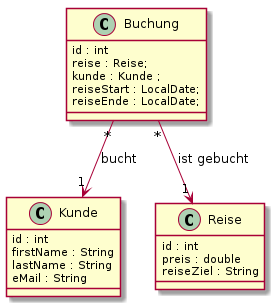 C Buchung
id : int
reise : Reise;
kunde : Kunde ;
reiseStart : LocalDate;
reiseEnde : LocalDate;
* *
bucht ist gebucht
1 1
C Kunde
id : int
firstName : String
lastName : String
eMail : String
C Reise
id : int
preis : double
reiseZiel : String